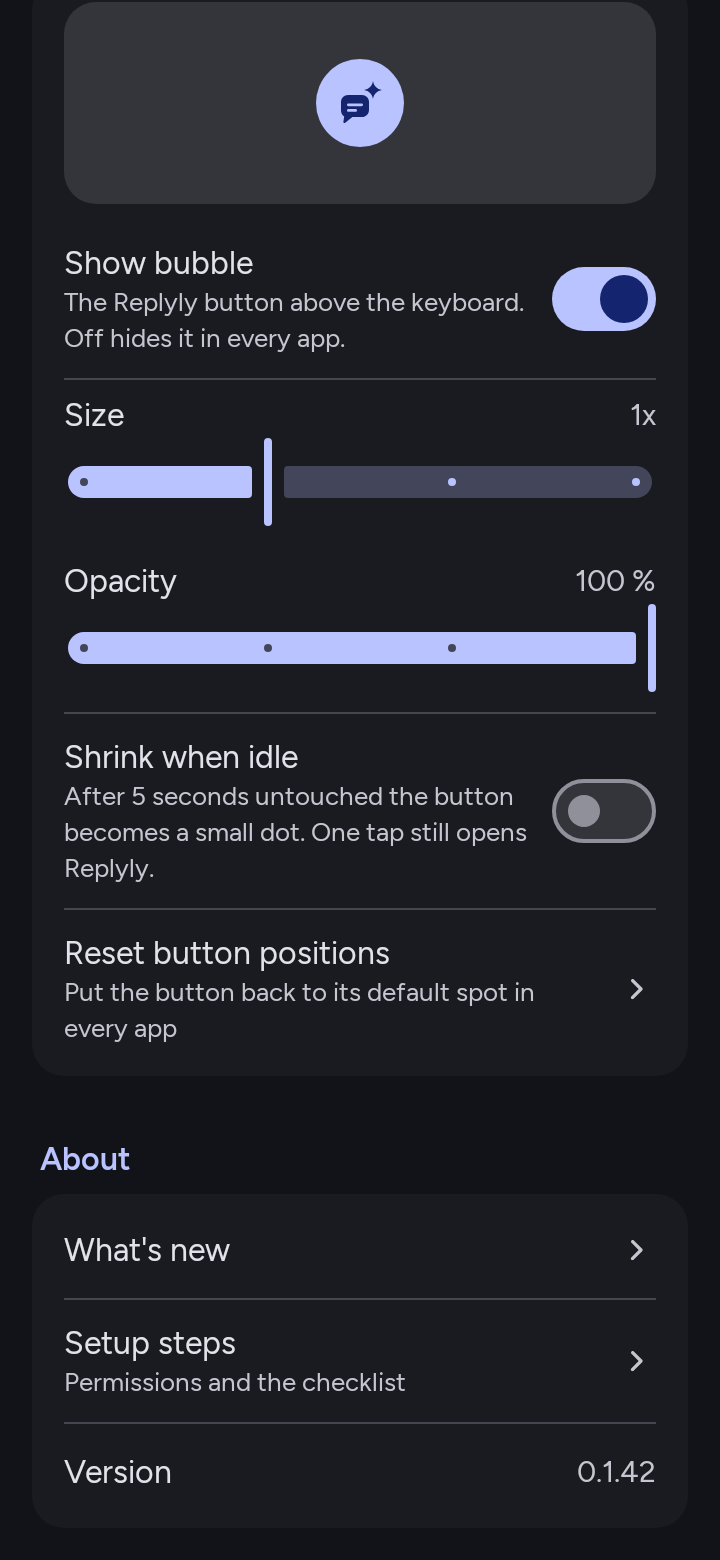 Show bubble
The Replyly button above the keyboard.
Off hides it in every app.
Size
1x
Opacity
100 %
Shrink when idle
After 5 seconds untouched the button
becomes a small dot. One tap still opens
Replyly.
Reset button positions
Put the button back to its default spot in
every app
About
What's new
Setup steps
Permissions and the checklist
Version
0.1.42